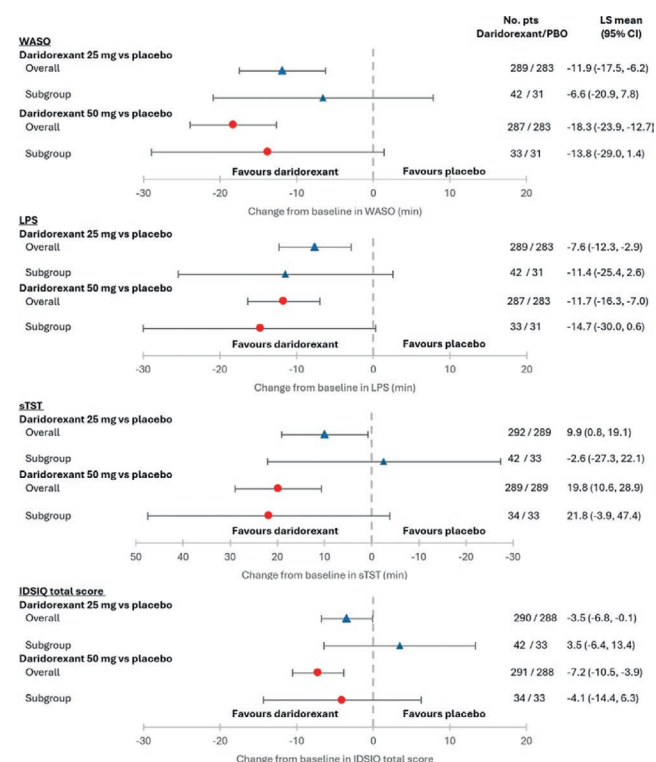 No. pts LS mean
Daridorexant/PBO (95% CI)
WASO
Daridorexant 25 mg vs placebo
Overall 289 / 283 -11.9 (-17.5, -6.2)
Subgroup 42 / 31 -6.6 (-20.9, 7.8)
Daridorexant 50 mg vs placebo
Overall 287 / 283 -18.3 (-23.9, -12.7)
Subgroup 33 / 31 -13.8 (-29.0, 1.4)
Favours daridorexant Favours placebo
-30 -20 -10 0 10 20
Change from baseline in WASO (min)
LPS
Daridorexant 25 mg vs placebo
Overall 289 / 283 -7.6 (-12.3, -2.9)
Subgroup 42 / 31 -11.4 (-25.4, 2.6)
Daridorexant 50 mg vs placebo
Overall 287 / 283 -11.7 (-16.3, -7.0)
Subgroup 33 / 31 -14.7 (-30.0, 0.6)
Favours daridorexant Favours placebo
-30 -20 -10 0 10 20
Change from baseline in LPS (min)
sTST
Daridorexant 25 mg vs placebo
Overall 292 / 289 9.9 (0.8, 19.1)
Subgroup 42 / 33 -2.6 (-27.3, 22.1)
Daridorexant 50 mg vs placebo
Overall 289 / 289 19.8 (10.6, 28.9)
Subgroup 34 / 33 21.8 (-3.9, 47.4)
Favours daridorexant Favours placebo
50 40 30 20 10 0 -10 -20 -30
Change from baseline in sTST (min)
IDSIQ total score
Daridorexant 25 mg vs placebo
Overall 290 / 288 -3.5 (-6.8, -0.1)
Subgroup 42 / 33 3.5 (-6.4, 13.4)
Daridorexant 50 mg vs placebo
Overall 291 / 288 -7.2 (-10.5, -3.9)
Subgroup 34 / 33 -4.1 (-14.4, 6.3)
Favours daridorexant Favours placebo
-30 -20 -10 0 10 20
Change from baseline in IDSIQ total score